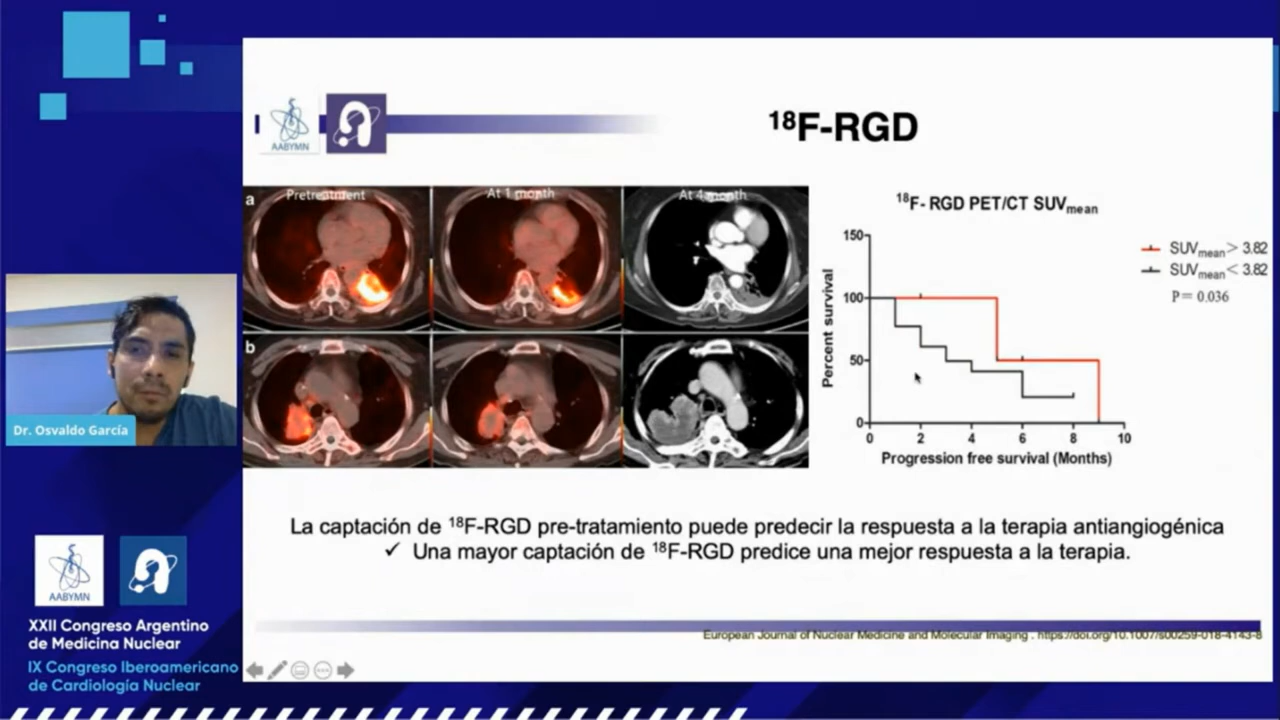 AABYMN
18F-RGD
a
Pretreatment
At 1 month
At 4 month
b
18F- RGD PET/CT SUVmean
150
100
50
0
Percent survival
0 2 4 6 8 10
Progression free survival (Months)
SUVmean > 3.82
SUVmean < 3.82
P = 0.036
Dr. Osvaldo García
La captación de 18F-RGD pre-tratamiento puede predecir la respuesta a la terapia antiangiogénica
✓ Una mayor captación de 18F-RGD predice una mejor respuesta a la terapia.
AABYMN
XXII Congreso Argentino
de Medicina Nuclear
IX Congreso Iberoamericano
de Cardiología Nuclear
European Journal of Nuclear Medicine and Molecular Imaging . https://doi.org/10.1007/s00259-018-4143-8